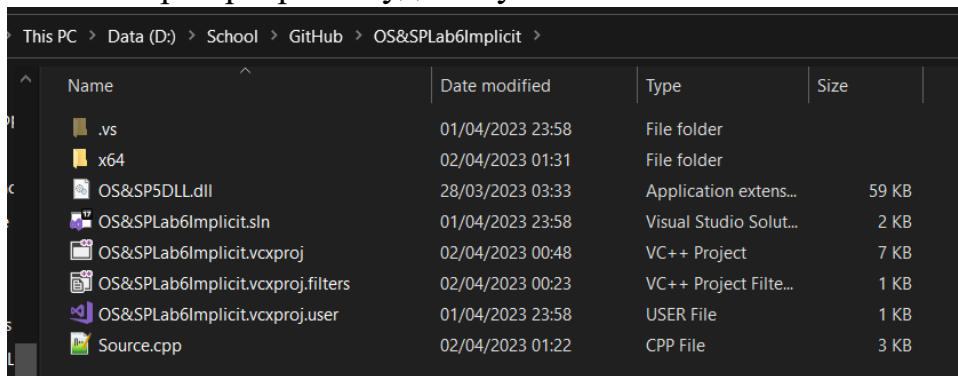 This PC > Data (D:) > School > GitHub > OS&SPLab6Implicit >
Name Date modified Type Size
.vs 01/04/2023 23:58 File folder
x64 02/04/2023 01:31 File folder
OS&SP5DLL.dll 28/03/2023 03:33 Application extens... 59 KB
OS&SPLab6Implicit.sln 01/04/2023 23:58 Visual Studio Solut... 2 KB
OS&SPLab6Implicit.vcxproj 02/04/2023 00:48 VC++ Project 7 KB
OS&SPLab6Implicit.vcxproj.filters 02/04/2023 00:23 VC++ Project Filte... 1 KB
OS&SPLab6Implicit.vcxproj.user 01/04/2023 23:58 USER File 1 KB
Source.cpp 02/04/2023 01:22 CPP File 3 KB